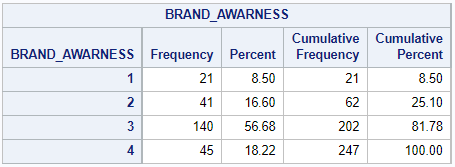 BRAND_AWARNESS
Cumulative Cumulative
BRAND_AWARNESS Frequency Percent Frequency Percent
1 21 8.50 21 8.50
2 41 16.60 62 25.10
3 140 56.68 202 81.78
4 45 18.22 247 100.00